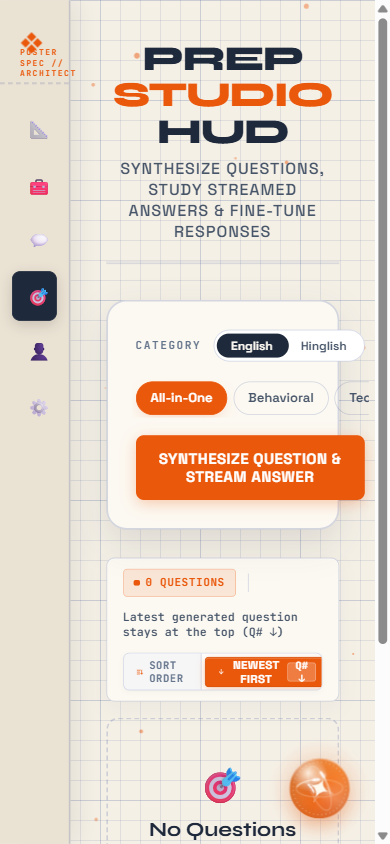 POSTER
SPEC //
ARCHITECT
PREP
STUDIO
HUD
SYNTHESIZE QUESTIONS,
STUDY STREAMED
ANSWERS & FINE-TUNE
RESPONSES
CATEGORY English Hinglish
All-in-One Behavioral Tec
SYNTHESIZE QUESTION &
STREAM ANSWER
0 QUESTIONS
Latest generated question
stays at the top (Q# ↓)
SORT
ORDER
↓ NEWEST
FIRST
Q#
↓
No Questions